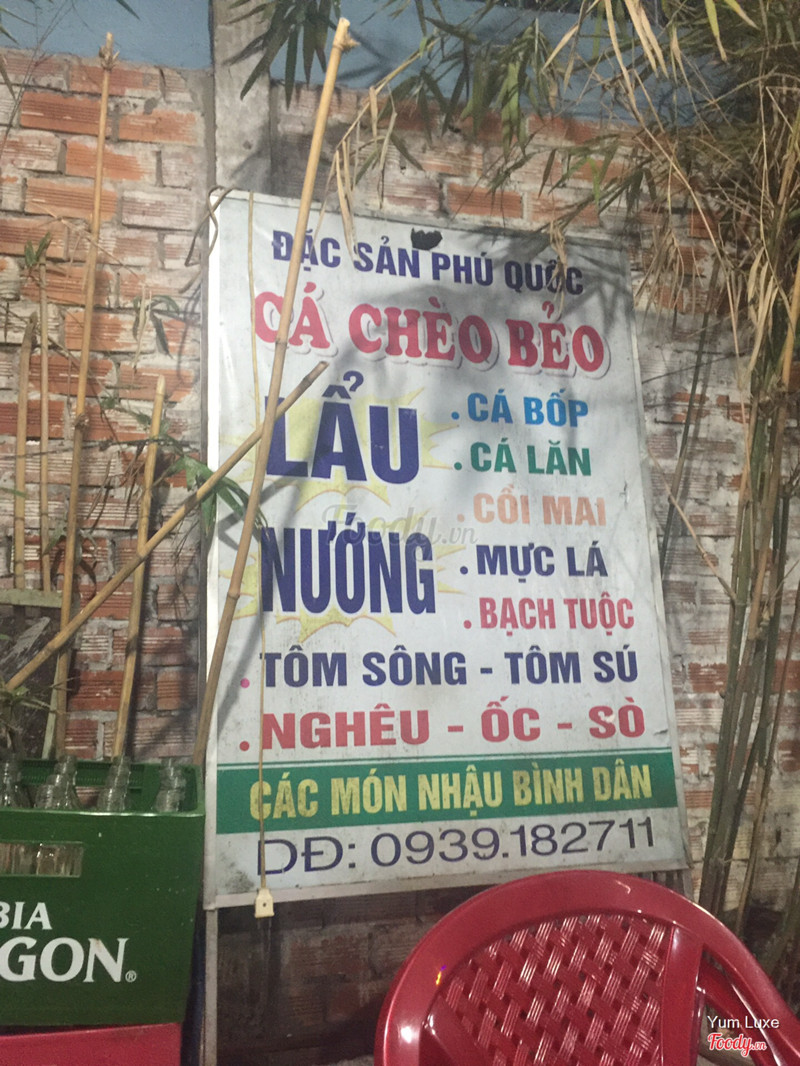 ĐẶC SẢN PHÚ QUỐC
CÁ CHÈO BẺO
LẨU
NƯỚNG
. CÁ BỐP
. CÁ LĂN
. CỒI MAI
. MỰC LÁ
. BẠCH TUỘC
. TÔM SÔNG - TÔM SÚ
. NGHÊU - ỐC - SÒ
CÁC MÓN NHẬU BÌNH DÂN
DĐ: 0939.182711
Foody.vn
BIA
GON®
Yum Luxe
Foody.vn